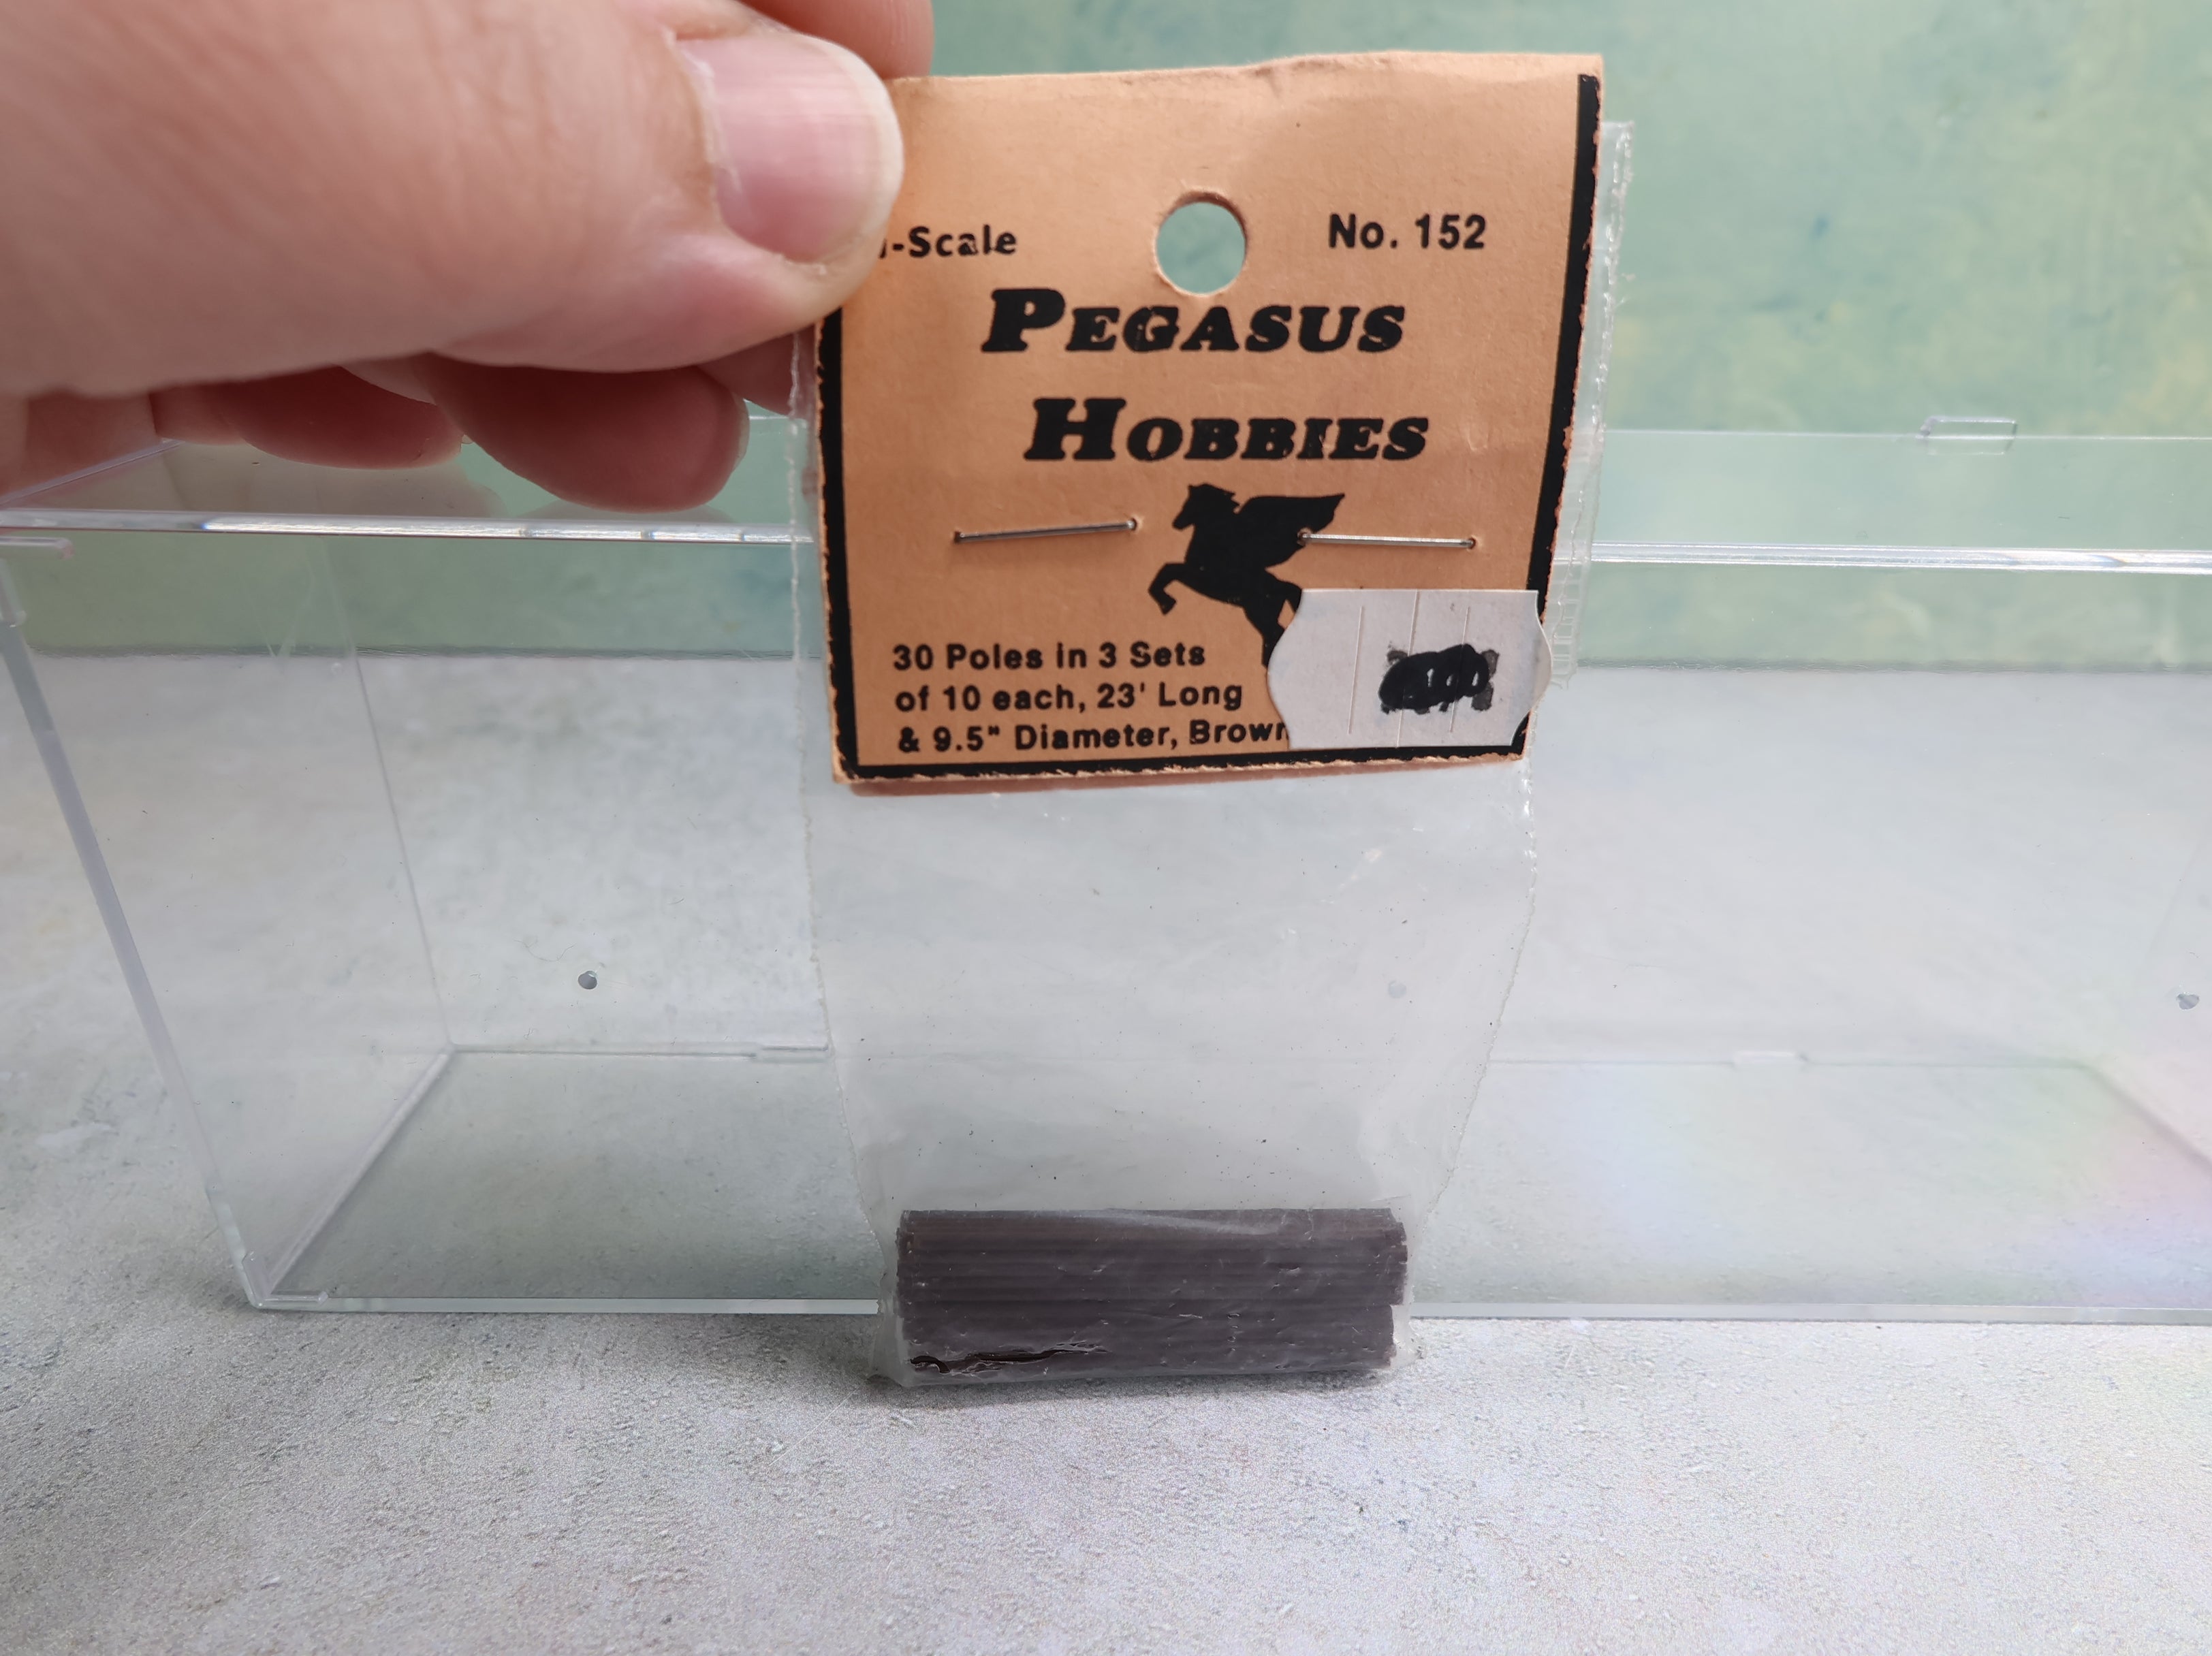 -Scale
No. 152
PEGASUS
HOBBIES
30 Poles in 3 Sets
of 10 each, 23' Long
& 9.5" Diameter, Brown